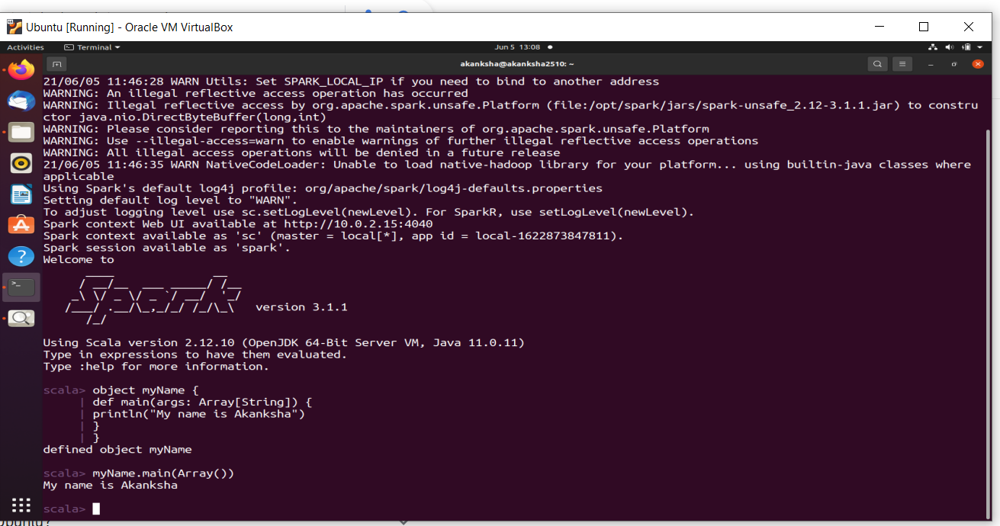 Ubuntu [Running] - Oracle VM VirtualBox
Activities
Terminal
Jun 5 13:08
akanksha@akanksha2510: ~
21/06/05 11:46:28 WARN Utils: Set SPARK_LOCAL_IP if you need to bind to another address
WARNING: An illegal reflective access operation has occurred
WARNING: Illegal reflective access by org.apache.spark.unsafe.Platform (file:/opt/spark/jars/spark-unsafe_2.12-3.1.1.jar) to constru
ctor java.nio.DirectByteBuffer(long,int)
WARNING: Please consider reporting this to the maintainers of org.apache.spark.unsafe.Platform
WARNING: Use --illegal-access=warn to enable warnings of further illegal reflective access operations
WARNING: All illegal access operations will be denied in a future release
21/06/05 11:46:35 WARN NativeCodeLoader: Unable to load native-hadoop library for your platform... using builtin-java classes where
applicable
Using Spark's default log4j profile: org/apache/spark/log4j-defaults.properties
Setting default log level to "WARN".
To adjust logging level use sc.setLogLevel(newLevel). For SparkR, use setLogLevel(newLevel).
Spark context Web UI available at http://10.0.2.15:4040
Spark context available as 'sc' (master = local[*], app id = local-1622873847811).
Spark session available as 'spark'.
Welcome to
Spark version 3.1.1
Using Scala version 2.12.10 (OpenJDK 64-Bit Server VM, Java 11.0.11)
Type in expressions to have them evaluated.
Type :help for more information.
scala> object myName {
| def main(args: Array[String]) {
| println("My name is Akanksha")
| }
| }
defined object myName
scala> myName.main(Array())
My name is Akanksha
scala>